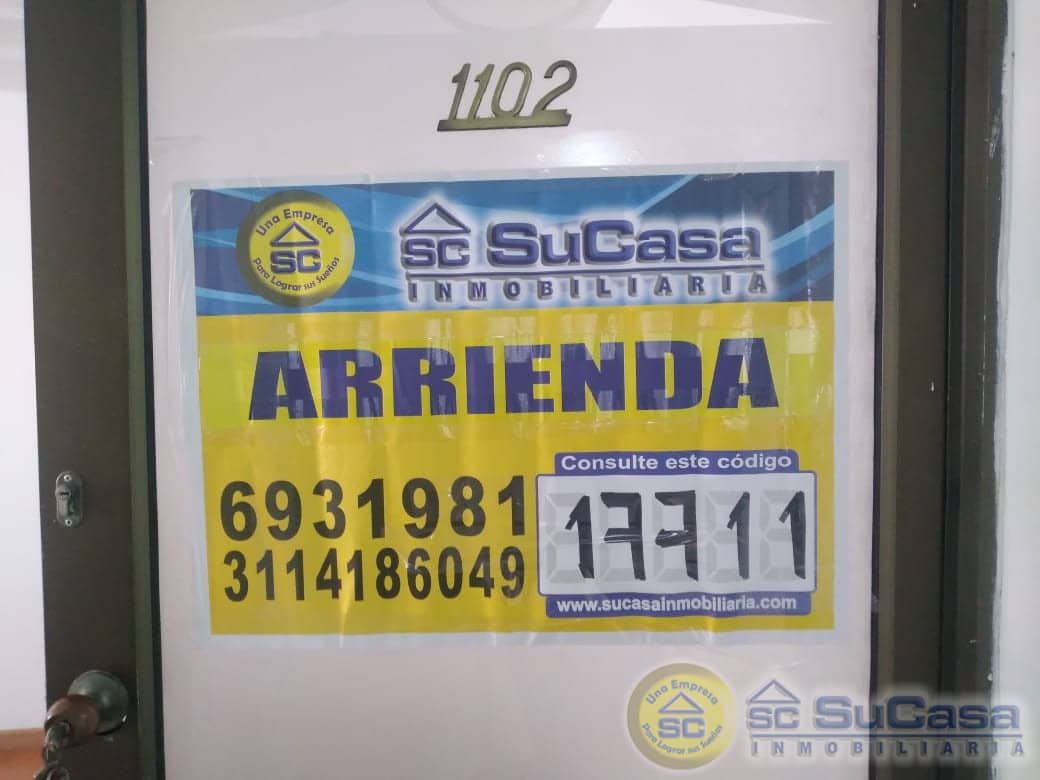 1102
Una Empresa
SC
Para Lograr sus Sueños
SC SuCasa
INMOBILIARIA
ARRIENDA
6931981
3114186049
Consulte este código
17711
www.sucasainmobiliaria.com
Una Empresa
SC
Para Lograr sus Sueños
SC SuCasa
INMOBILIARIA